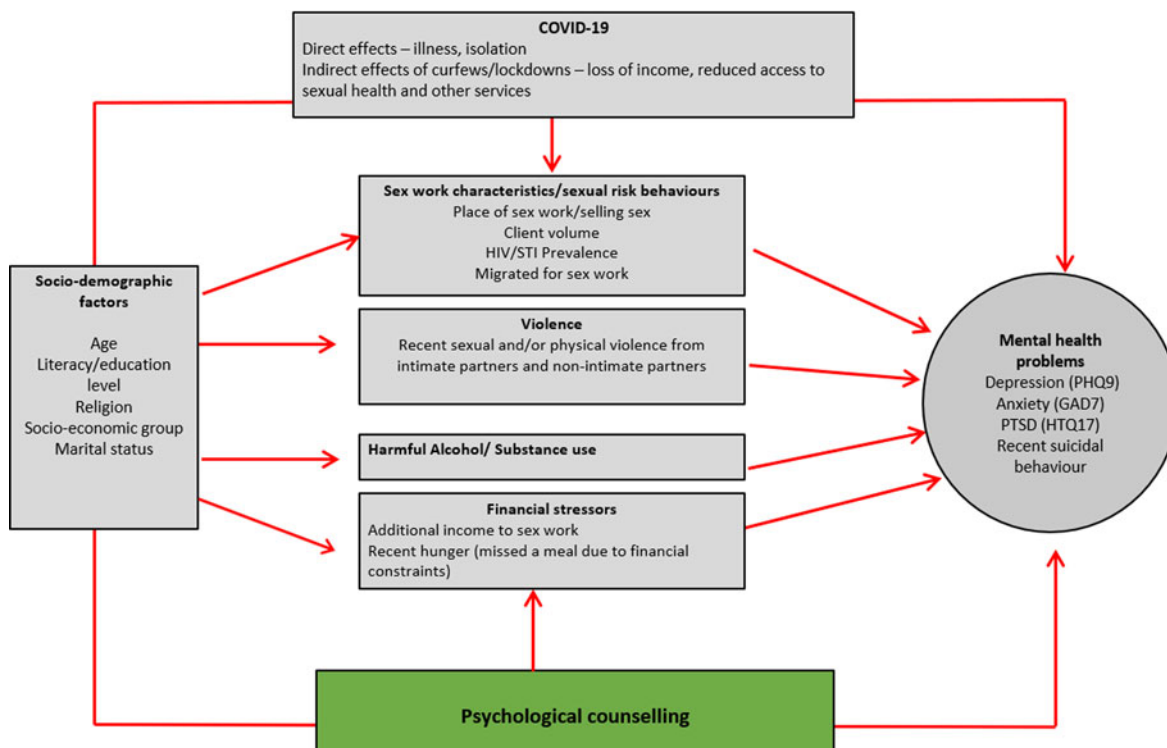 COVID-19
Direct effects – illness, isolation
Indirect effects of curfews/lockdowns – loss of income, reduced access to
sexual health and other services
Sex work characteristics/sexual risk behaviours
Place of sex work/selling sex
Client volume
HIV/STI Prevalence
Migrated for sex work
Socio-demographic
factors
Age
Literacy/education
level
Religion
Socio-economic group
Marital status
Violence
Recent sexual and/or physical violence from
intimate partners and non-intimate partners
Harmful Alcohol/ Substance use
Financial stressors
Additional income to sex work
Recent hunger (missed a meal due to financial
constraints)
Mental health
problems
Depression (PHQ9)
Anxiety (GAD7)
PTSD (HTQ17)
Recent suicidal
behaviour
Psychological counselling